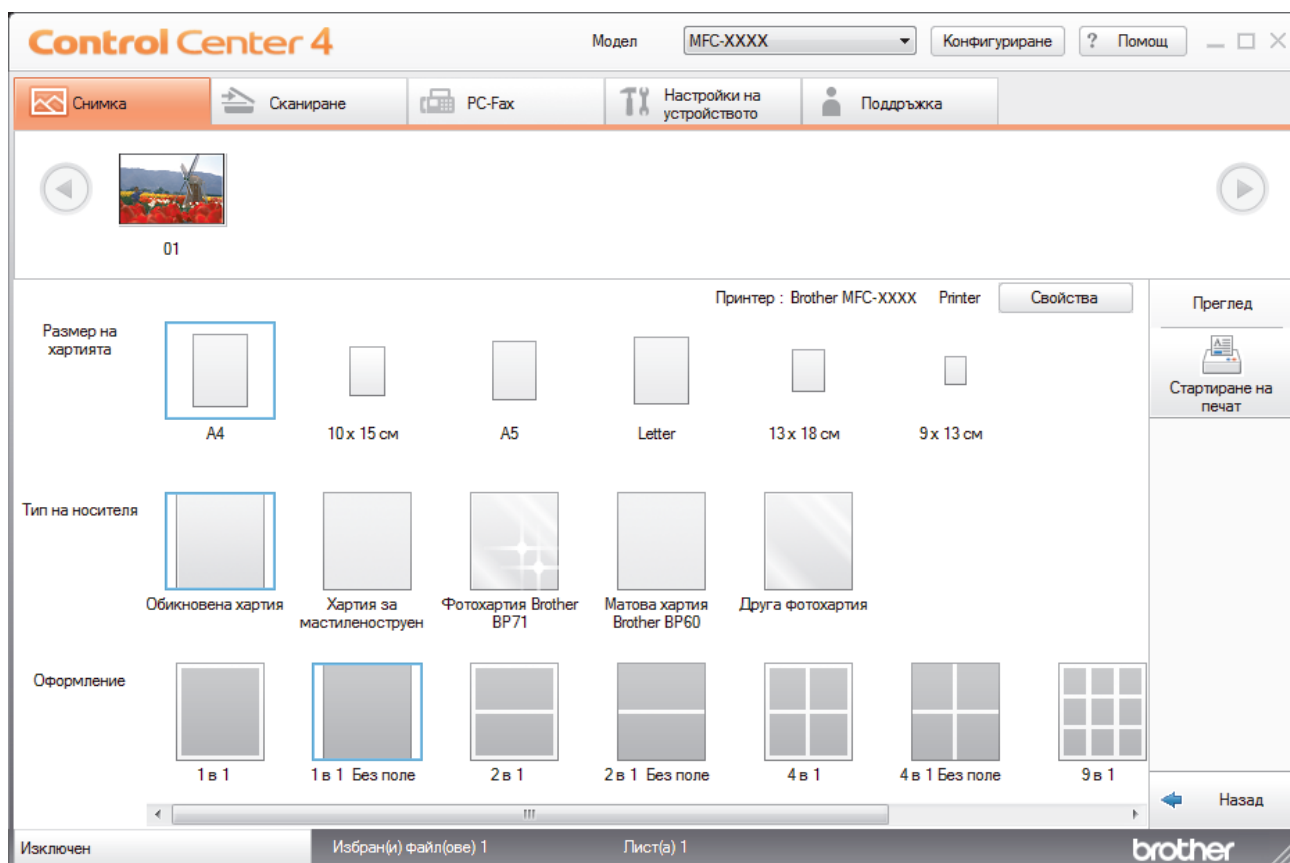 Control Center 4
Модел MFC-XXXX Конфигуриране ? Помощ
Снимка Сканиране PC-Fax Настройки на устройството Поддръжка
01
Принтер : Brother MFC-XXXX Printer Свойства
Преглед
Стартиране на
печат
Размер на
хартията
A4 10 x 15 см A5 Letter 13 x 18 см 9 x 13 см
Тип на носителя
Обикновена хартия
Хартия за
мастиленоструен
Фотохартия Brother
BP71
Матова хартия
Brother BP60
Друга фотохартия
Оформление
1 в 1 1 в 1 Без поле 2 в 1 2 в 1 Без поле 4 в 1 4 в 1 Без поле 9 в 1
Назад
Изключен Избран(и) файл(ове) 1 Лист(а) 1 brother